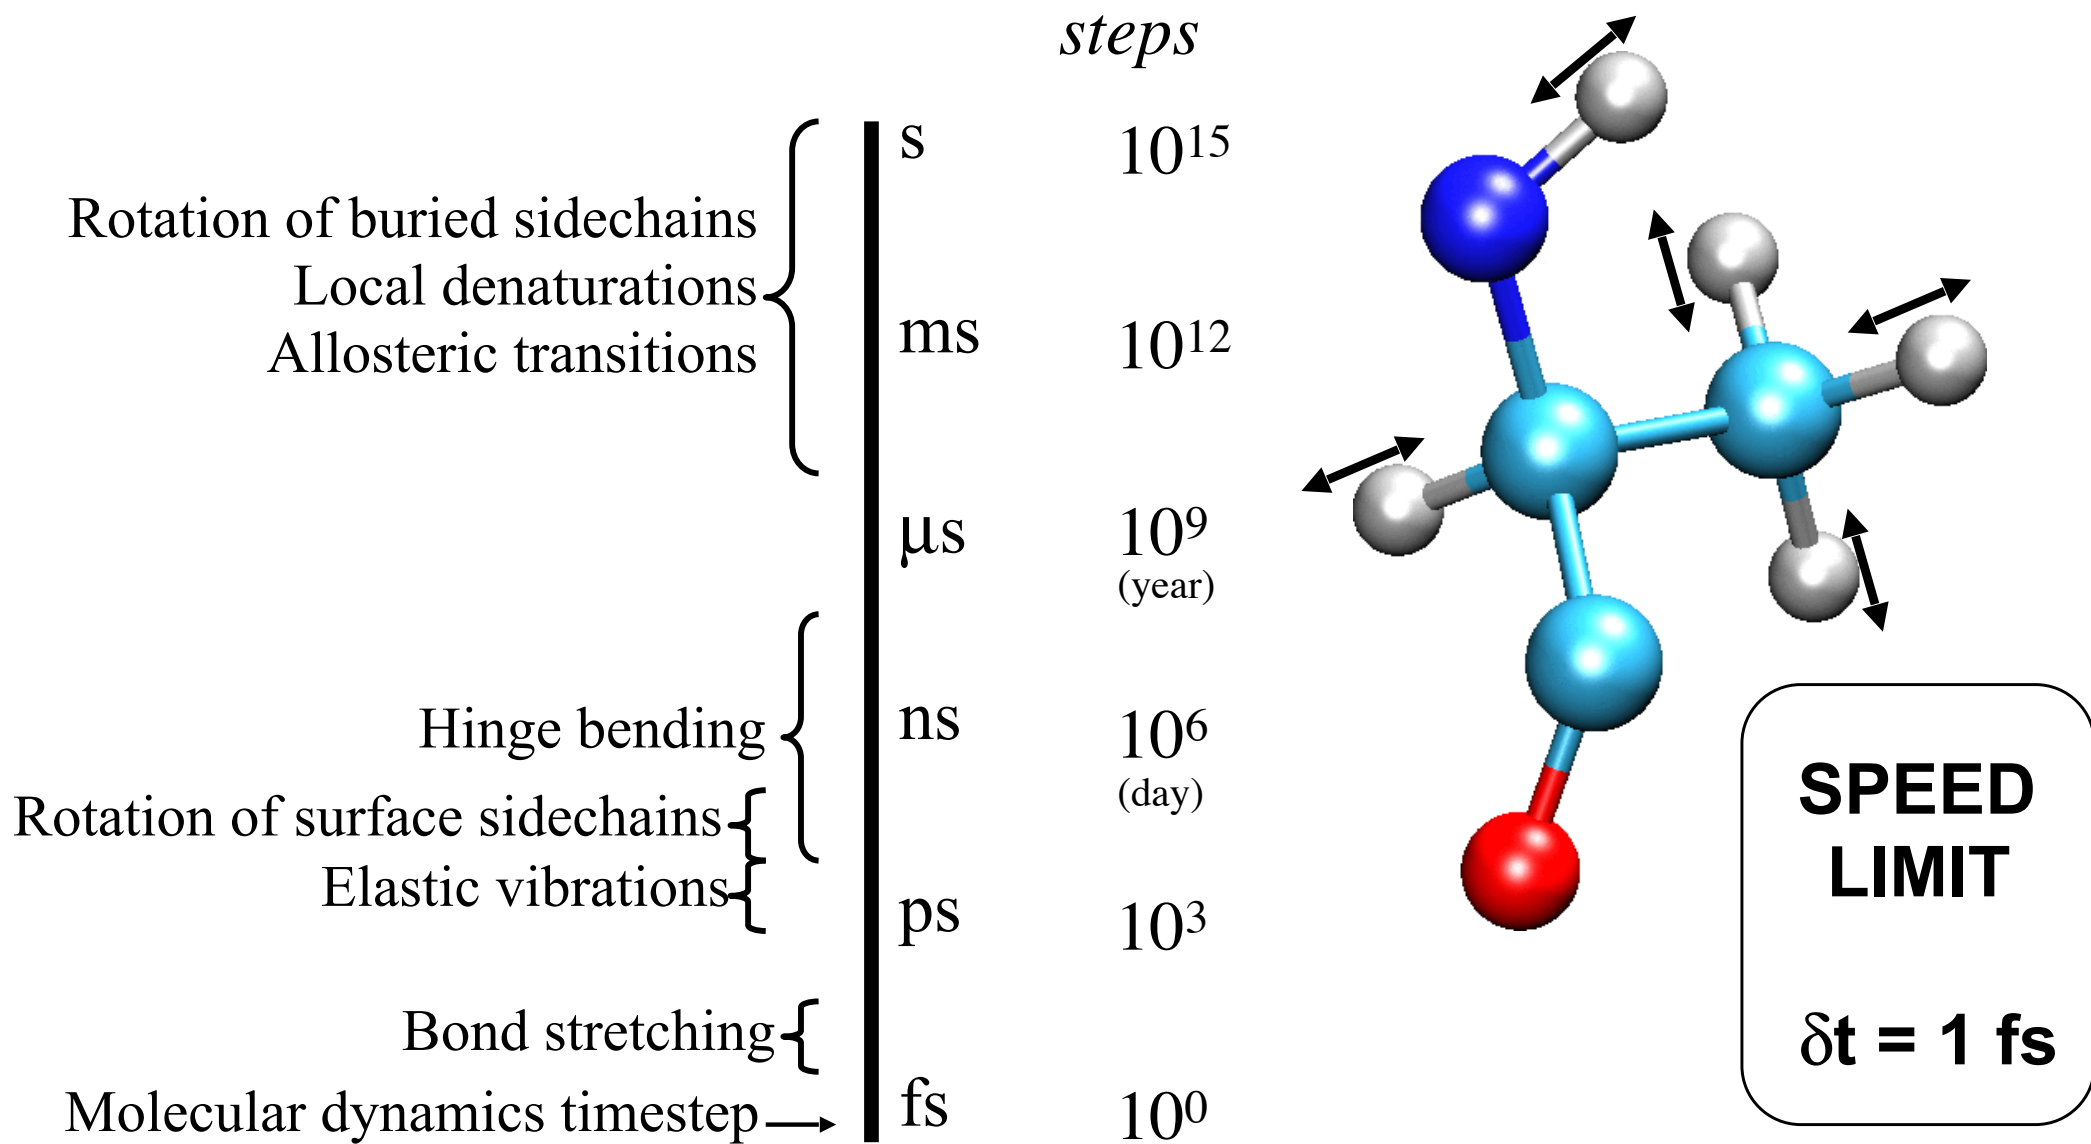 steps
s 10¹⁵
Rotation of buried sidechains
Local denaturations
Allosteric transitions
ms 10¹²
μs 10⁹
(year)
Hinge bending
ns 10⁶
(day)
Rotation of surface sidechains
Elastic vibrations
ps 10³
Bond stretching
Molecular dynamics timestep
fs 10⁰
SPEED
LIMIT
δt = 1 fs